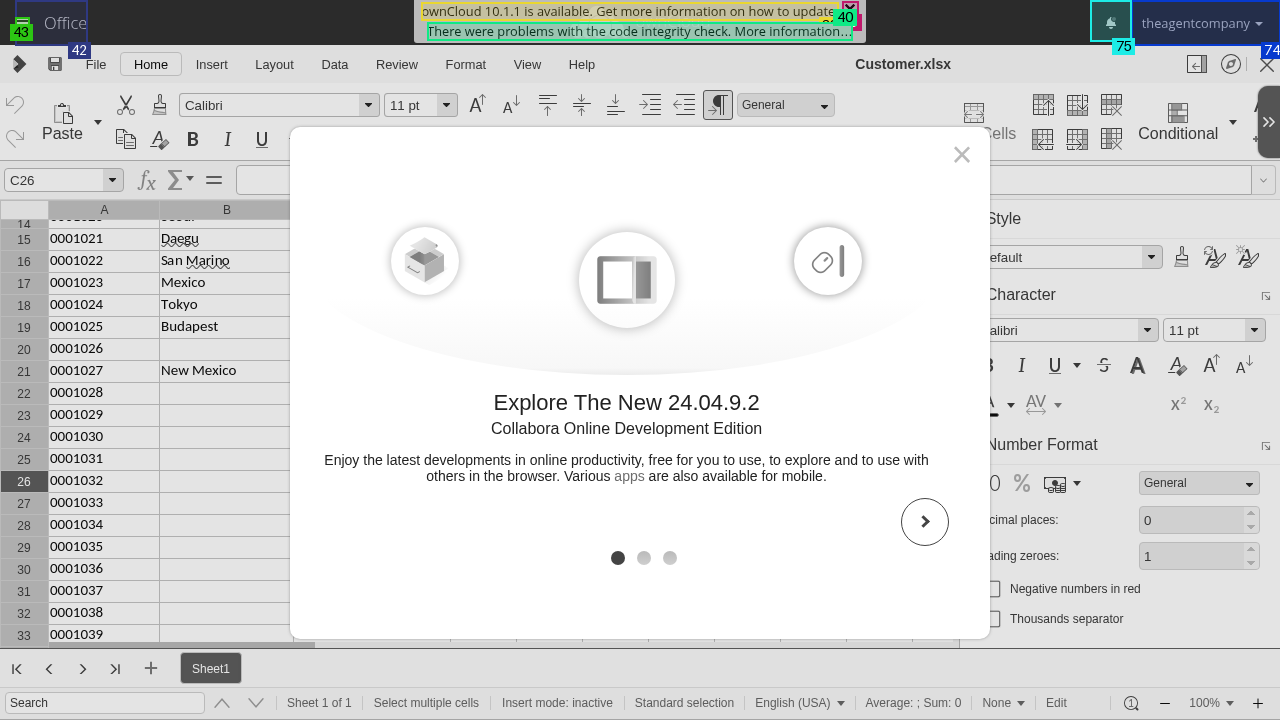 ownCloud 10.1.1 is available. Get more information on how to update.
40
There were problems with the code integrity check. More information…
43
Office
42
theagentcompany
75
74
File Home Insert Layout Data Review Format View Help
Customer.xlsx
Calibri
11 pt
General
Paste
B I U
Cells
Conditional
C26
A B
14
15 0001021 Daegu
16 0001022 San Marino
17 0001023 Mexico
18 0001024 Tokyo
19 0001025 Budapest
20 0001026
21 0001027 New Mexico
22 0001028
23 0001029
24 0001030
25 0001031
26 0001032
27 0001033
28 0001034
29 0001035
30 0001036
31 0001037
32 0001038
33 0001039
Explore The New 24.04.9.2
Collabora Online Development Edition
Enjoy the latest developments in online productivity, free for you to use, to explore and to use with
others in the browser. Various apps are also available for mobile.
Style
efault
Character
alibri
11 pt
I U S A
Number Format
0 %
General
cimal places:
0
ading zeroes:
1
Negative numbers in red
Thousands separator
Sheet1
Search
Sheet 1 of 1
Select multiple cells
Insert mode: inactive
Standard selection
English (USA)
Average: ; Sum: 0
None
Edit
100%